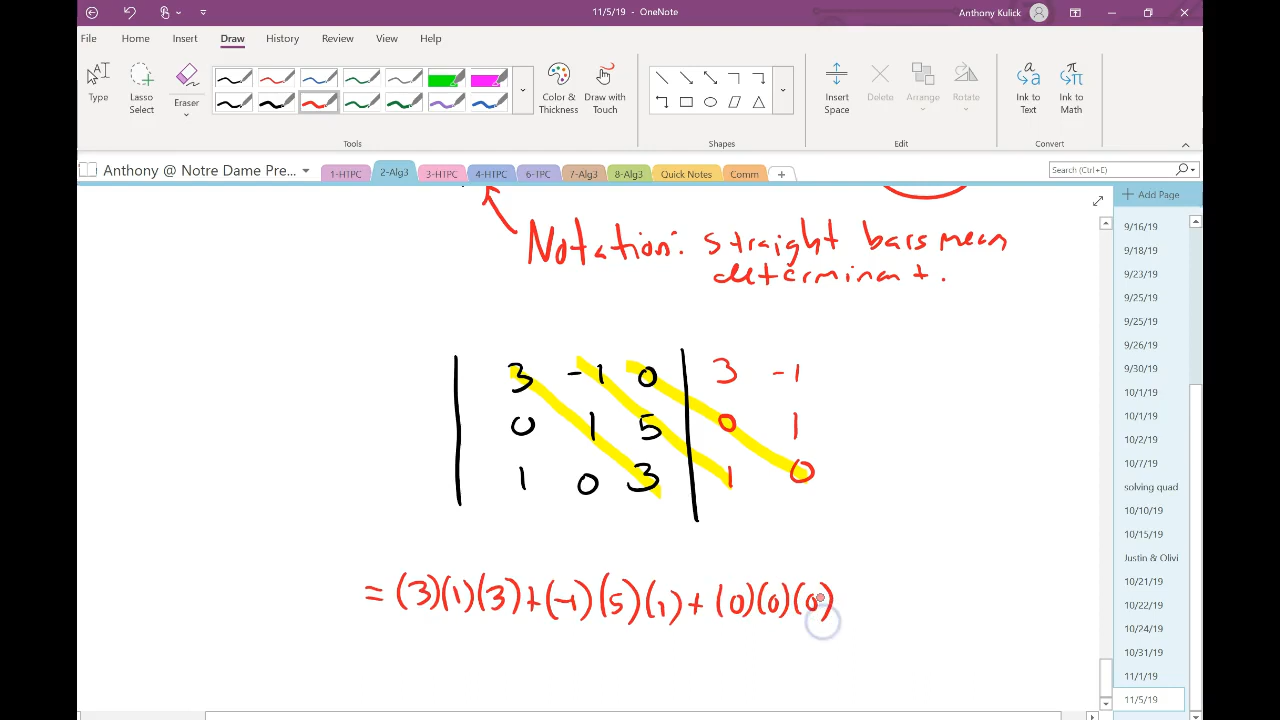 11/5/19 - OneNote
Anthony Kulick
File Home Insert Draw History Review View Help
Type
Lasso Select
Eraser
Color & Thickness
Draw with Touch
Insert Space
Delete
Arrange
Rotate
Ink to Text
Ink to Math
Tools
Shapes
Edit
Convert
Anthony @ Notre Dame Pre...
1-HTPC 2-Alg3 3-HTPC 4-HTPC 6-TPC 7-Alg3 8-Alg3 Quick Notes Comm +
Search (Ctrl+E)
Add Page
Notation: straight bars mean
determinant.
3 -1 0 3 -1
0 1 5 0 1
1 0 3 1 0
= (3)(1)(3)+(-1)(5)(1)+(0)(0)(0)
9/16/19
9/18/19
9/23/19
9/25/19
9/25/19
9/26/19
9/30/19
10/1/19
10/1/19
10/2/19
10/7/19
solving quad
10/10/19
10/15/19
Justin & Olivi
10/21/19
10/22/19
10/24/19
10/31/19
11/1/19
11/5/19